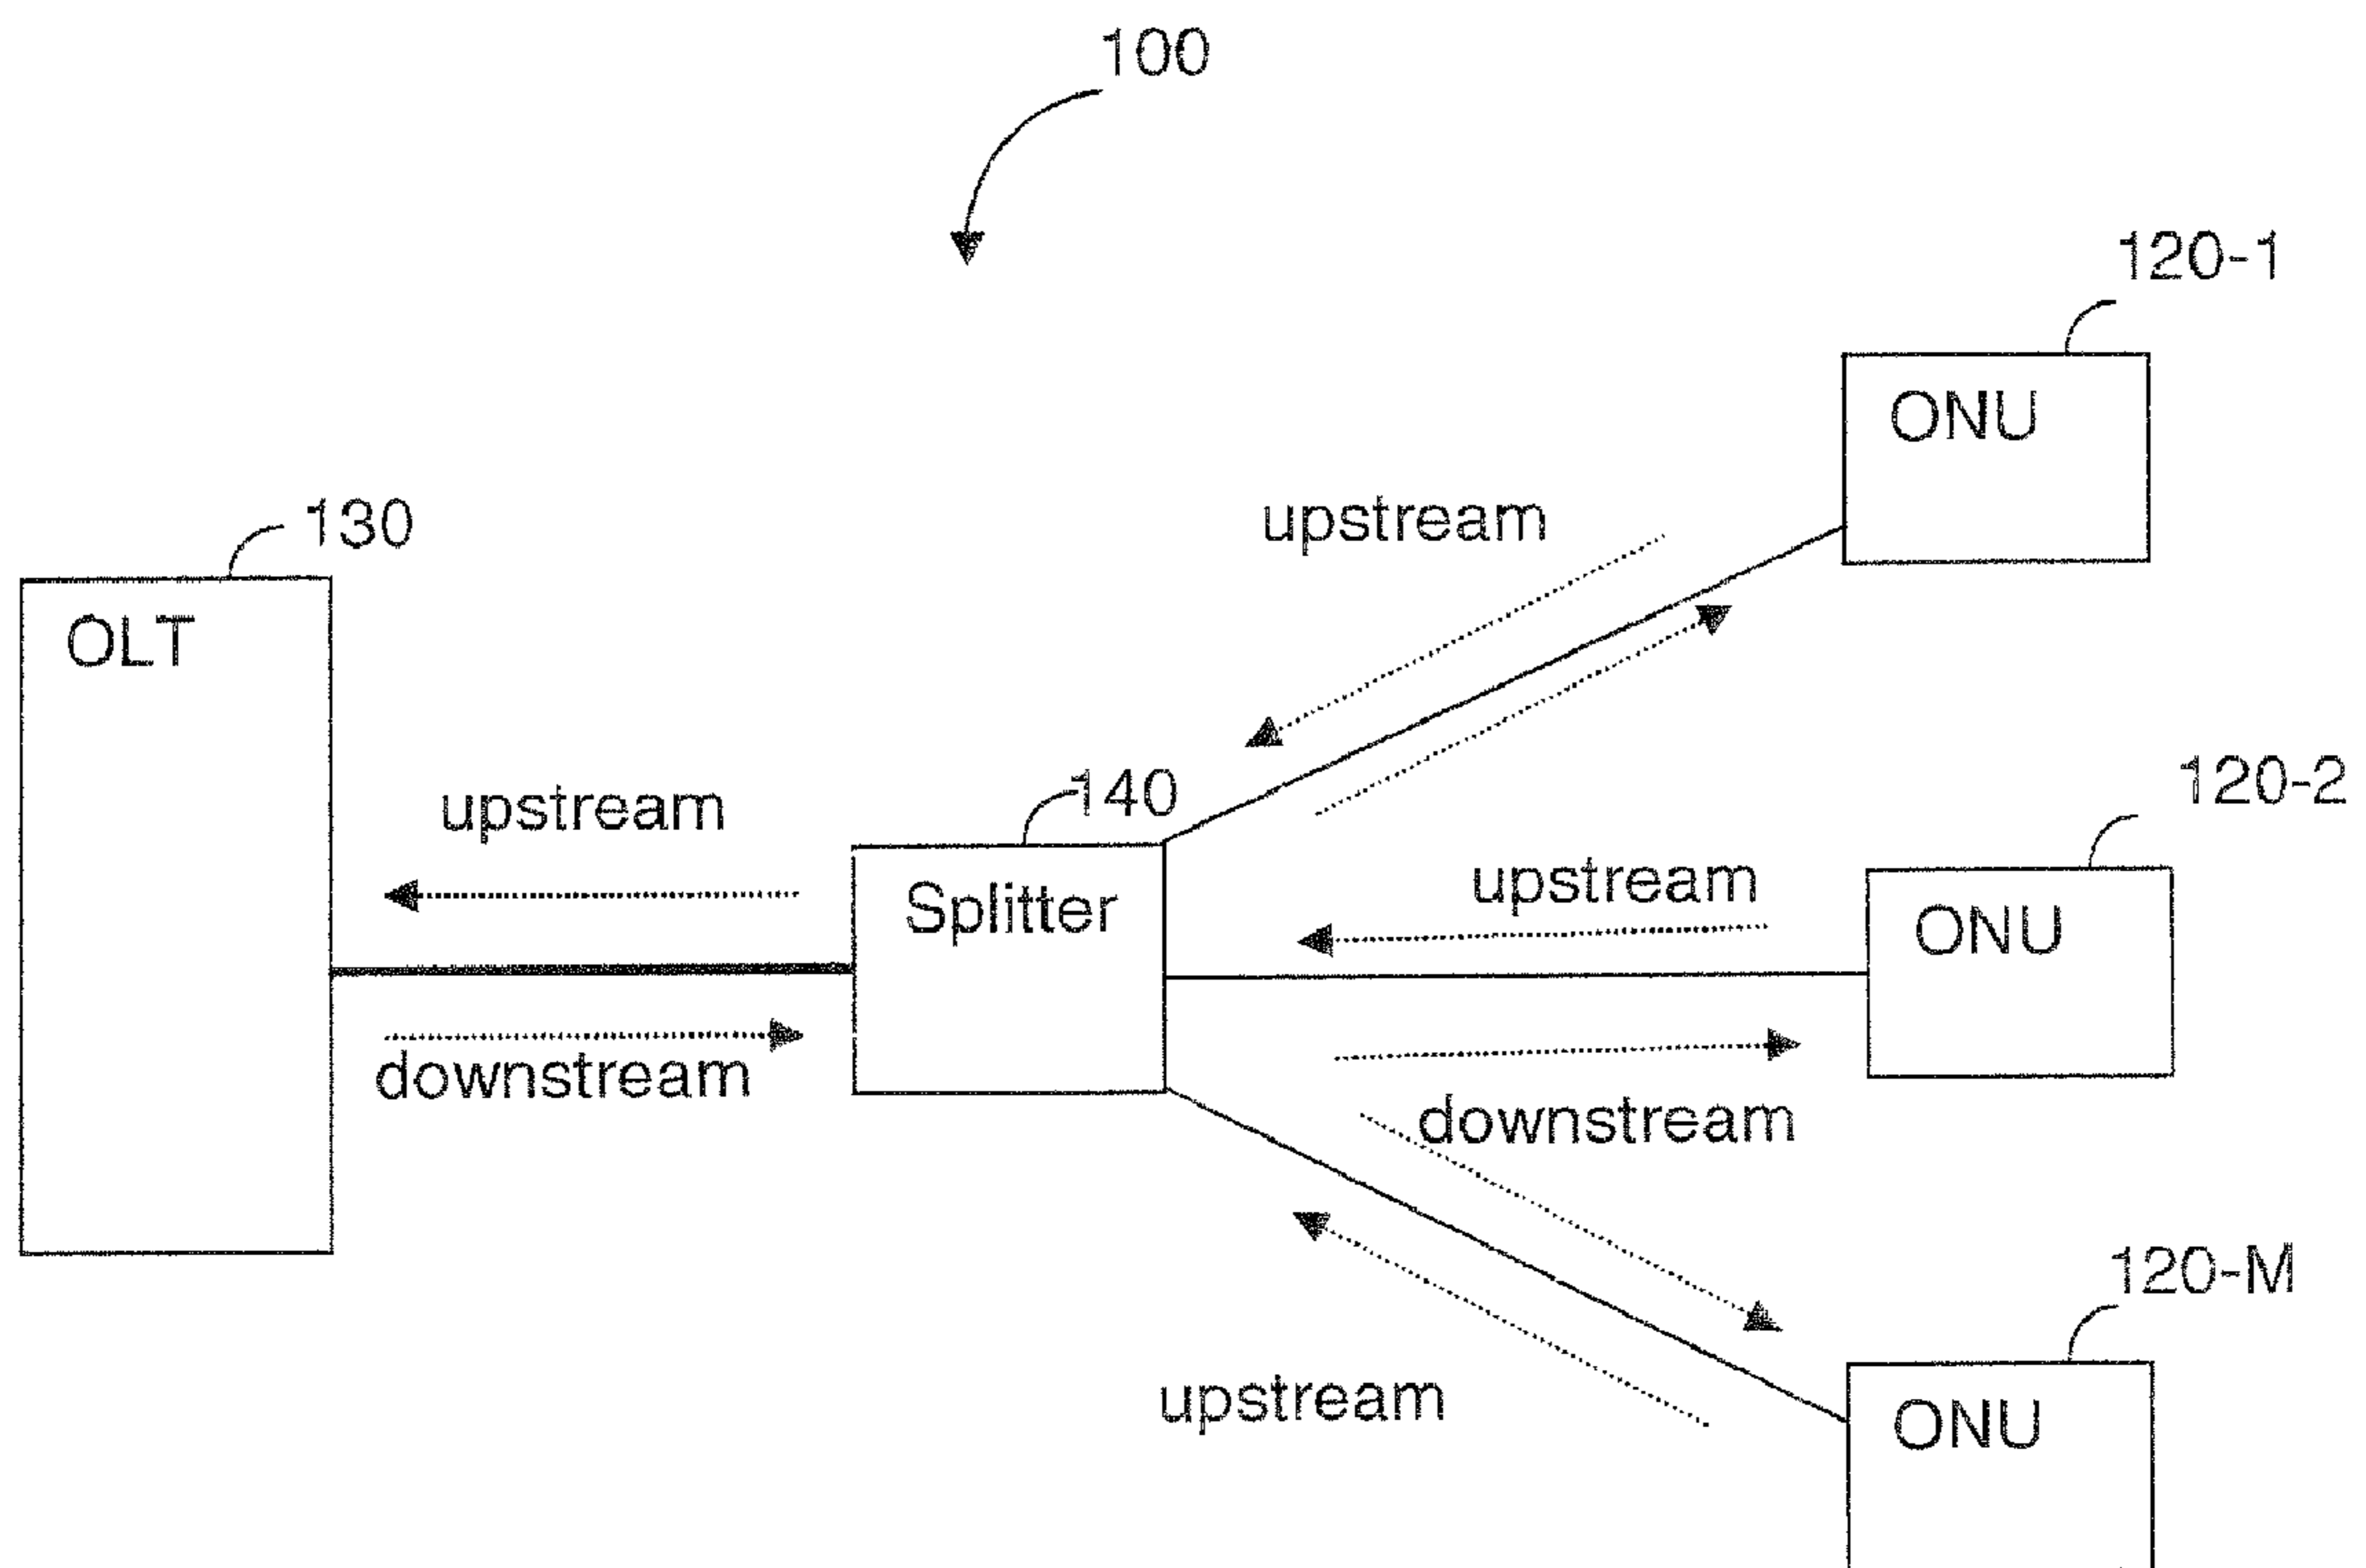 100
120-1
ONU
upstream
130
OLT
120-2
140
upstream
upstream
Splitter
ONU
downstream
downstream
120-M
upstream
ONU